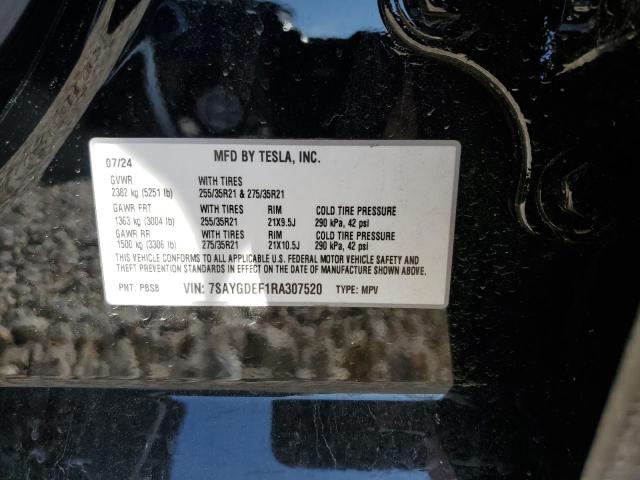 07/24 MFD BY TESLA, INC.
GVWR WITH TIRES
2382 kg (5251 lb) 255/35R21 & 275/35R21
GAWR FRT WITH TIRES RIM COLD TIRE PRESSURE
1363 kg (3004 lb) 255/35R21 21X9.5J 290 kPa, 42 psi
GAWR RR WITH TIRES RIM COLD TIRE PRESSURE
1500 kg (3306 lb) 275/35R21 21X10.5J 290 kPa, 42 psi
THIS VEHICLE CONFORMS TO ALL APPLICABLE U.S. FEDERAL MOTOR VEHICLE SAFETY AND
THEFT PREVENTION STANDARDS IN EFFECT ON THE DATE OF MANUFACTURE SHOWN ABOVE.
PNT: PBSB VIN: 7SAYGDEF1RA307520 TYPE: MPV